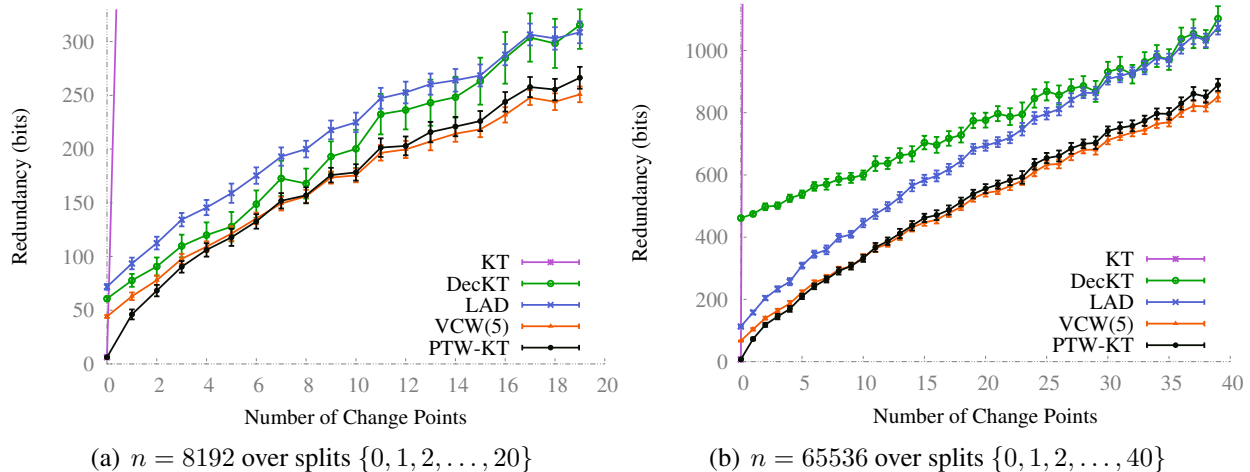 300
250
200
150
100
50
0
Redundancy (bits)
KT
DecKT
LAD
VCW(5)
PTW-KT
0 2 4 6 8 10 12 14 16 18 20
Number of Change Points
(a) n = 8192 over splits {0, 1, 2, . . . , 20}
1000
800
600
400
200
0
Redundancy (bits)
KT
DecKT
LAD
VCW(5)
PTW-KT
0 5 10 15 20 25 30 35 40
Number of Change Points
(b) n = 65536 over splits {0, 1, 2, . . . , 40}